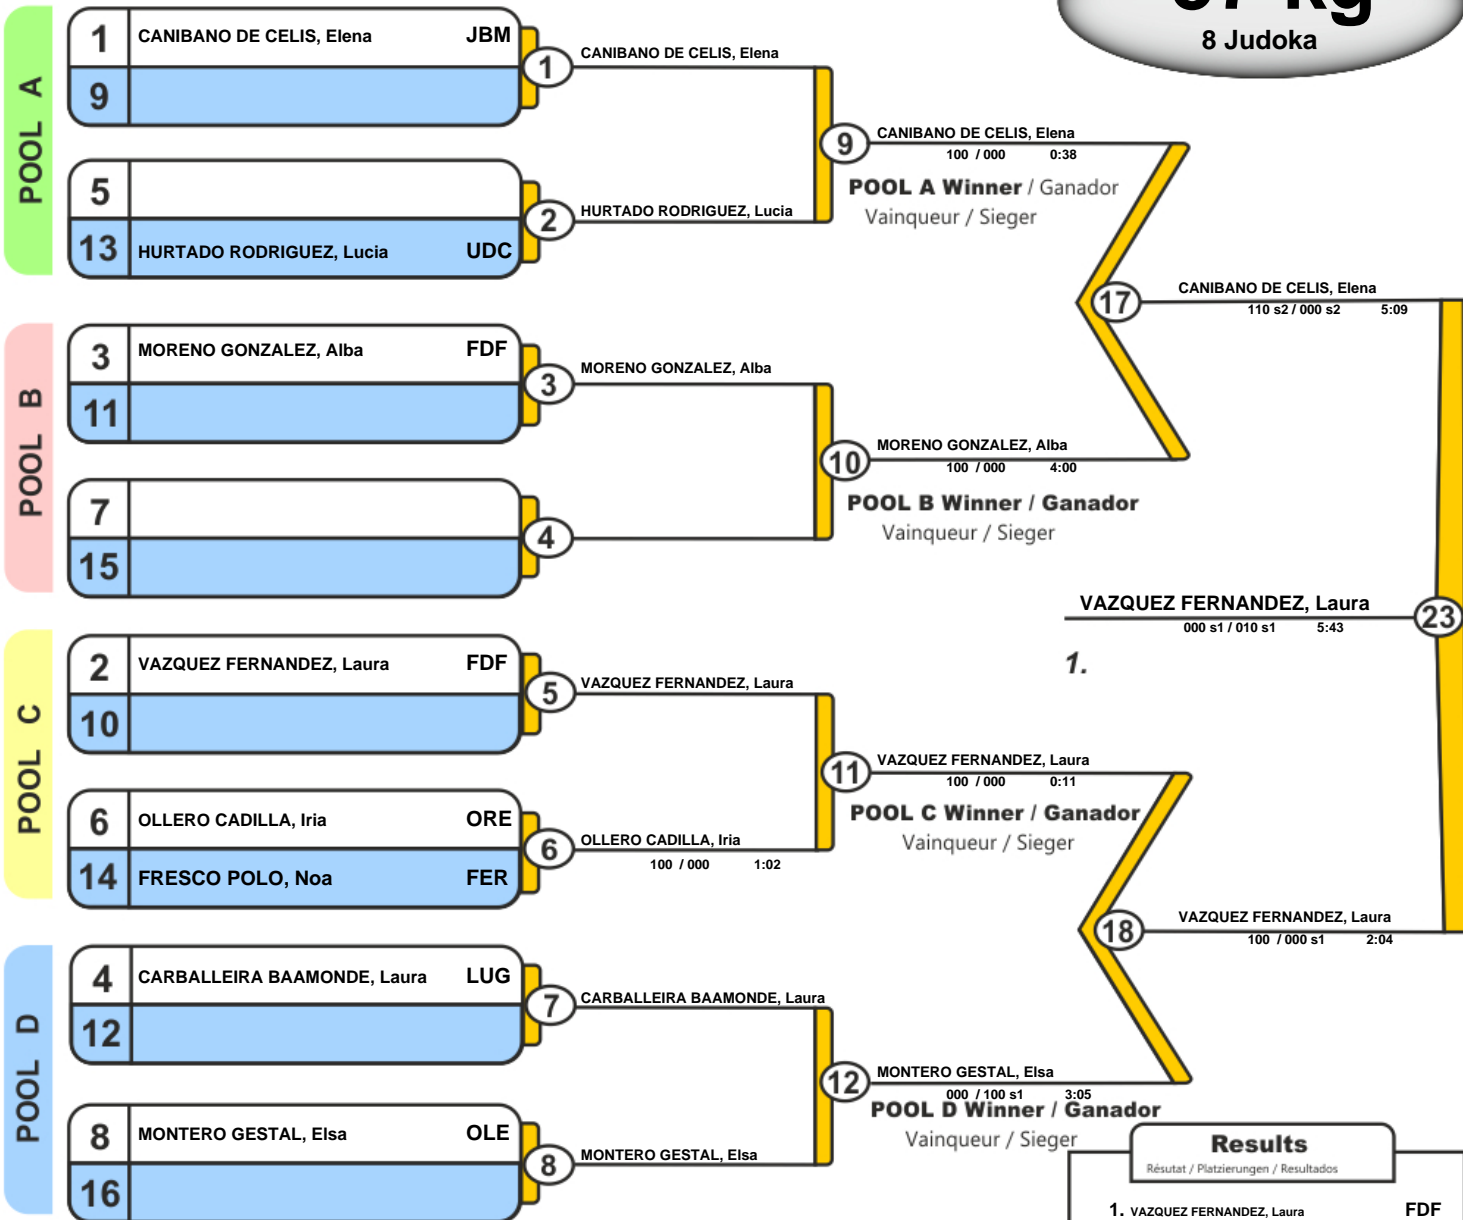 8 Judoka
POOL A
1 CANIBANO DE CELIS, Elena JBM
9
1
CANIBANO DE CELIS, Elena
5
13 HURTADO RODRIGUEZ, Lucia UDC
2
HURTADO RODRIGUEZ, Lucia
9
CANIBANO DE CELIS, Elena
100 / 000 0:38
POOL A Winner / Ganador
Vainqueur / Sieger
POOL B
3 MORENO GONZALEZ, Alba FDF
11
3
MORENO GONZALEZ, Alba
7
15
4
10
MORENO GONZALEZ, Alba
100 / 000 4:00
POOL B Winner / Ganador
Vainqueur / Sieger
17
CANIBANO DE CELIS, Elena
110 s2 / 000 s2 5:09
VAZQUEZ FERNANDEZ, Laura
000 s1 / 010 s1 5:43
23
1.
POOL C
2 VAZQUEZ FERNANDEZ, Laura FDF
10
5
VAZQUEZ FERNANDEZ, Laura
6 OLLERO CADILLA, Iria ORE
14 FRESCO POLO, Noa FER
6
OLLERO CADILLA, Iria
100 / 000 1:02
11
VAZQUEZ FERNANDEZ, Laura
100 / 000 0:11
POOL C Winner / Ganador
Vainqueur / Sieger
18
VAZQUEZ FERNANDEZ, Laura
100 / 000 s1 2:04
POOL D
4 CARBALLEIRA BAAMONDE, Laura LUG
12
7
CARBALLEIRA BAAMONDE, Laura
8 MONTERO GESTAL, Elsa OLE
16
8
MONTERO GESTAL, Elsa
12
MONTERO GESTAL, Elsa
000 / 100 s1 3:05
POOL D Winner / Ganador
Vainqueur / Sieger
Results
Résutat / Platzierungen / Resultados
1. VAZQUEZ FERNANDEZ, Laura FDF